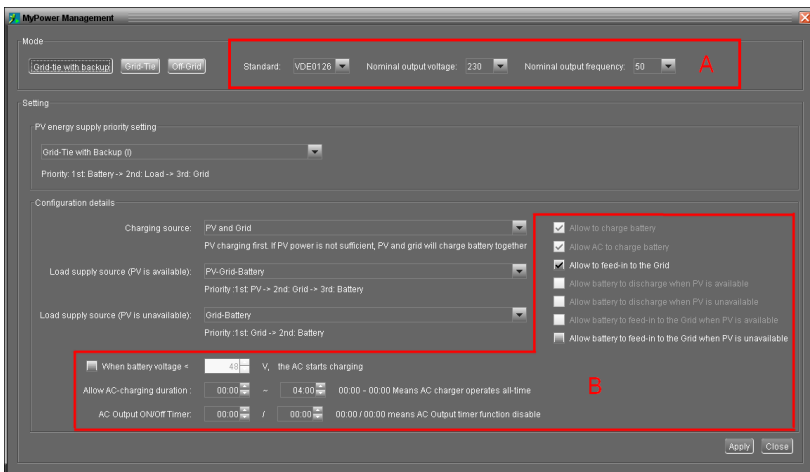 MyPower Management
Mode
Grid-tie with backup Grid-Tie Off-Grid Standard: VDE0126 Nominal output voltage: 230 Nominal output frequency: 50 A
Setting
PV energy supply priority setting
Grid-Tie with Backup (I)
Priority: 1st: Battery -> 2nd: Load -> 3rd: Grid
Configuration details
Charging source: PV and Grid
PV charging first. If PV power is not sufficient, PV and grid will charge battery together
Load supply source (PV is available): PV-Grid-Battery
Priority :1st: PV -> 2nd: Grid -> 3rd: Battery
Load supply source (PV is unavailable): Grid-Battery
Priority :1st: Grid -> 2nd: Battery
Allow to charge battery
Allow AC to charge battery
Allow to feed-in to the Grid
Allow battery to discharge when PV is available
Allow battery to discharge when PV is unavailable
Allow battery to feed-in to the Grid when PV is available
Allow battery to feed-in to the Grid when PV is unavailable
When battery voltage < 48 V, the AC starts charging
Allow AC-charging duration : 00:00 ~ 04:00 00:00 – 00:00 Means AC charger operates all-time
B
AC Output ON/Off Timer: 00:00 / 00:00 00:00 / 00:00 means AC Output timer function disable
Apply Close